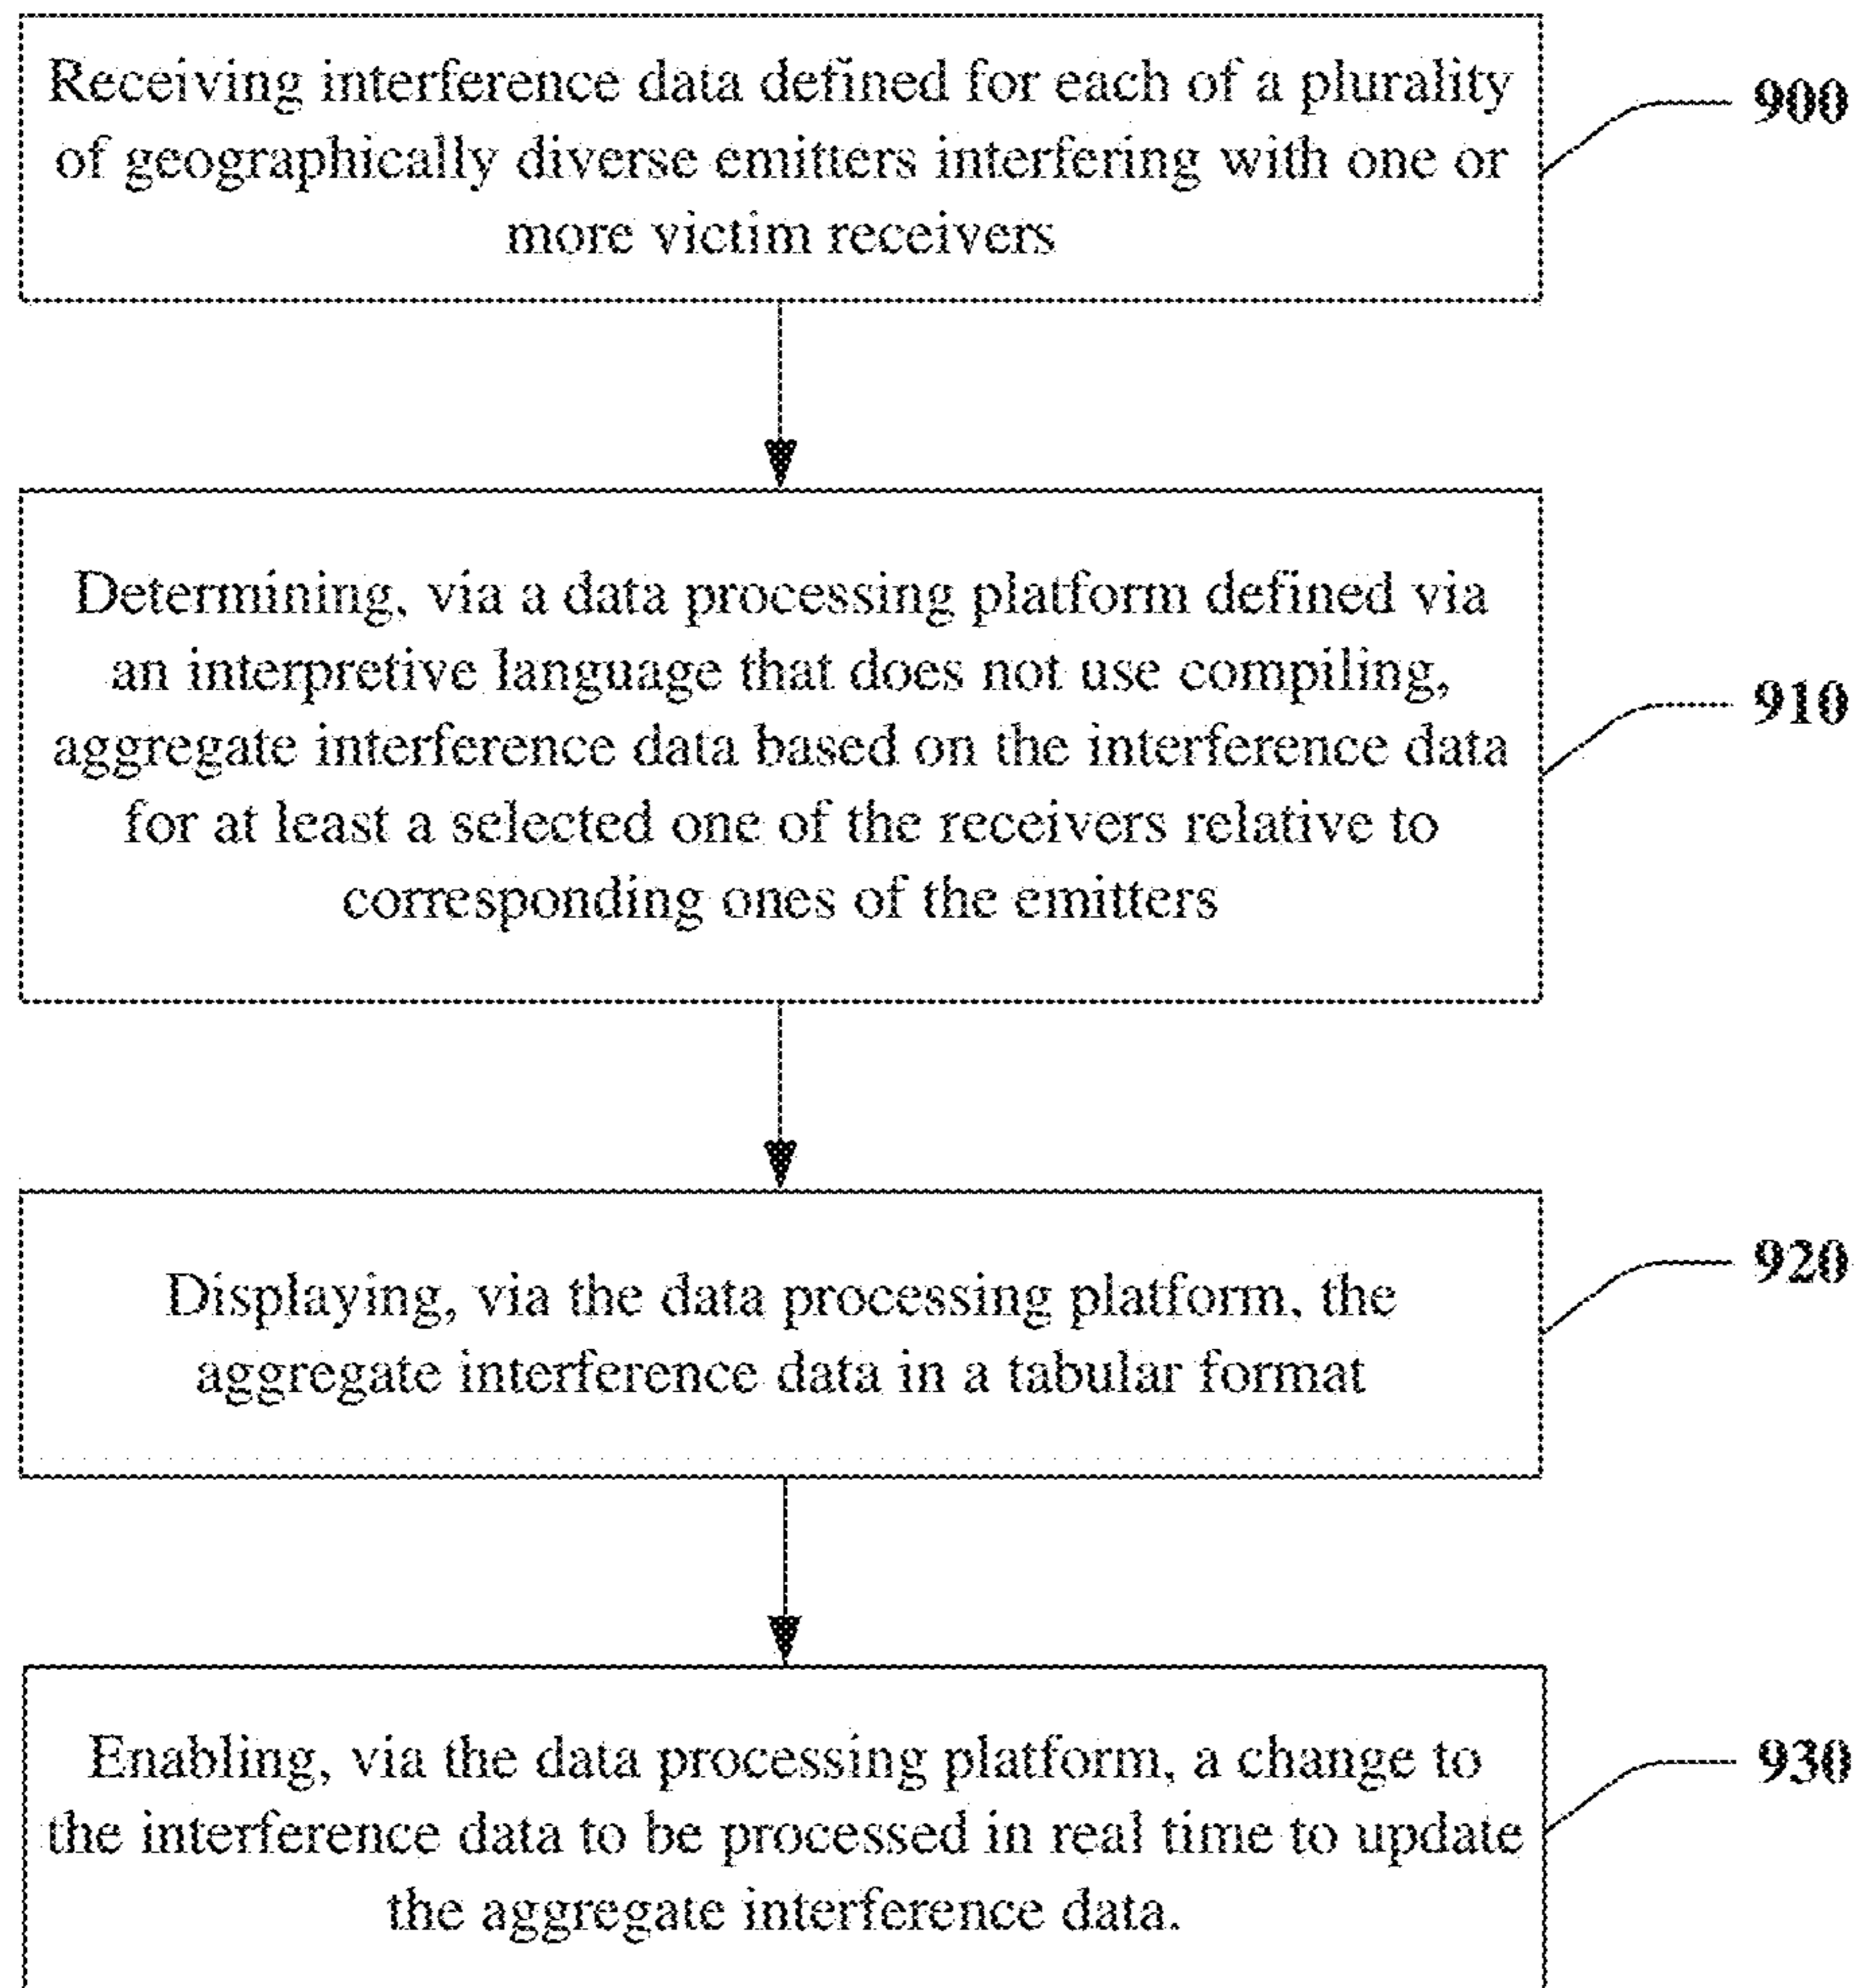 Receiving interference data defined for each of a plurality
of geographically diverse emitters interfering with one or
more victim receivers
900
Determining, via a data processing platform defined via
an interpretive language that does not use compiling,
aggregate interference data based on the interference data
for at least a selected one of the receivers relative to
corresponding ones of the emitters
910
Displaying, via the data processing platform, the
aggregate interference data in a tabular format
920
Enabling, via the data processing platform, a change to
the interference data to be processed in real time to update
the aggregate interference data.
930